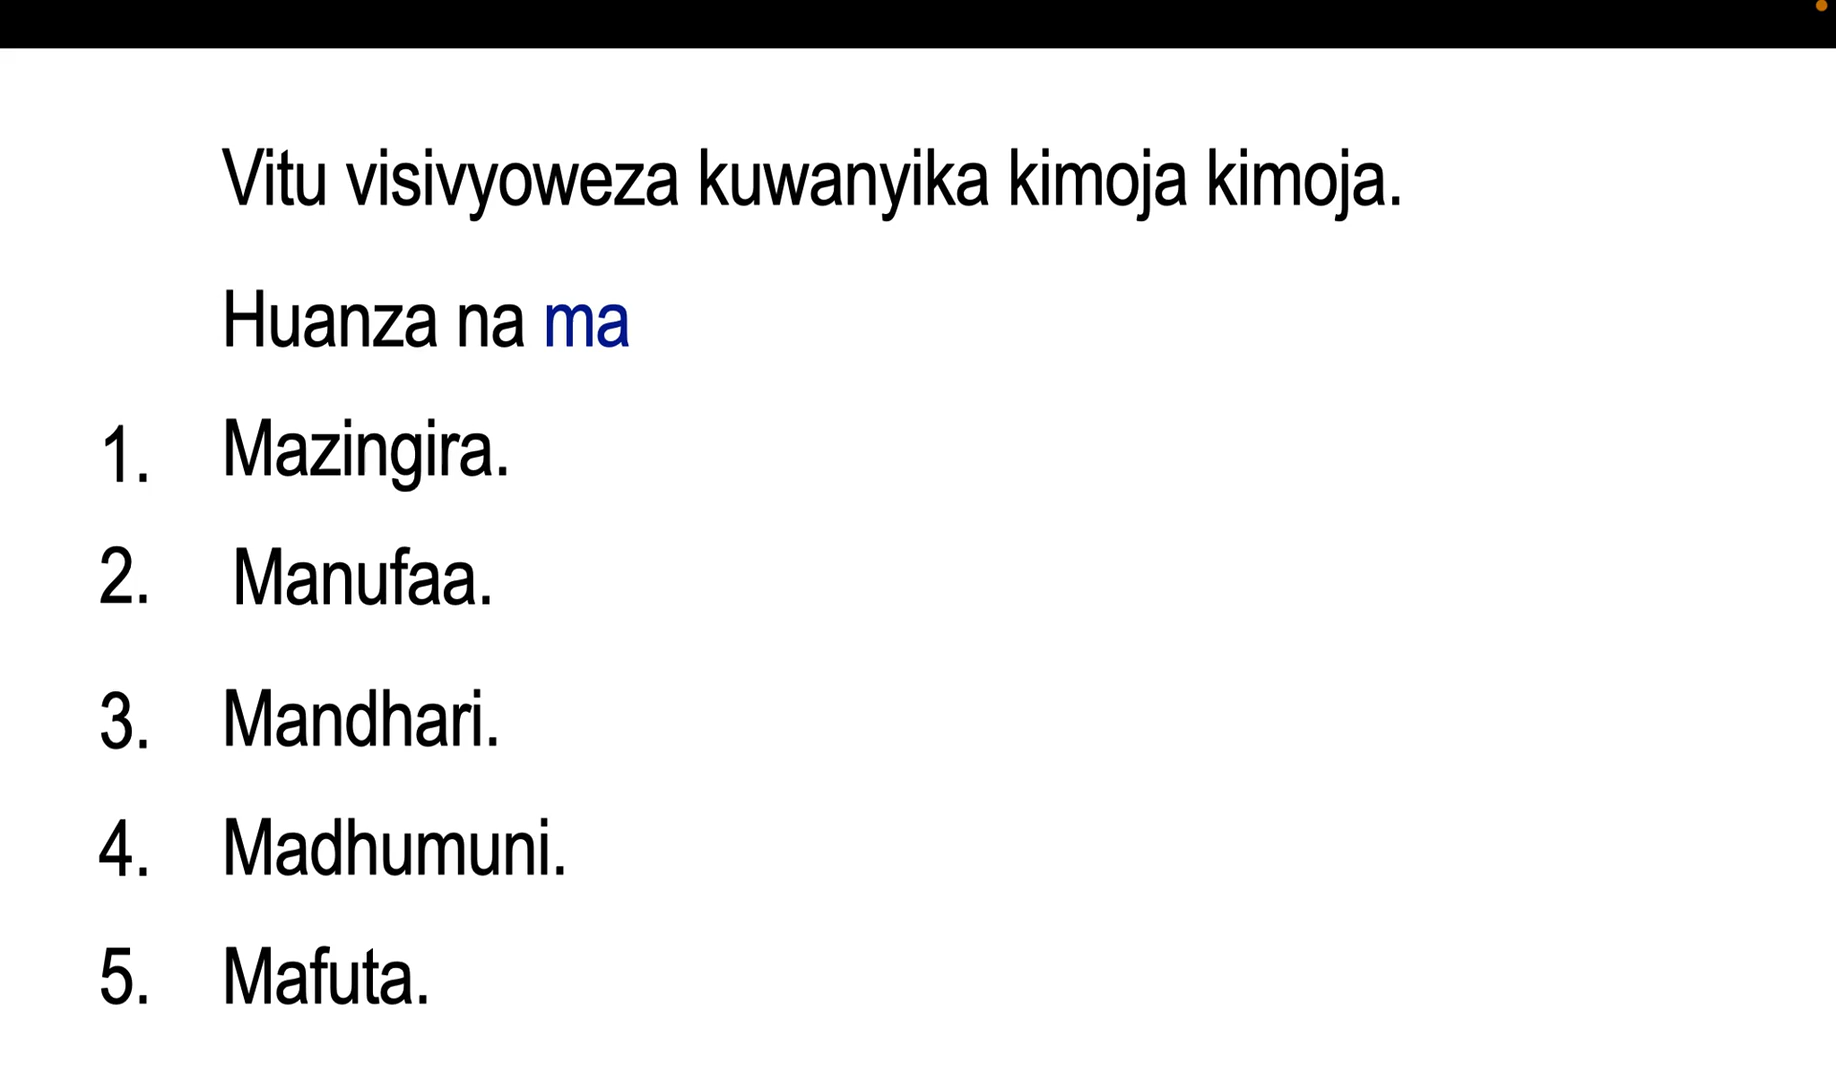 Vitu visivyoweza kuwanyika kimoja kimoja.
Huanza na ma
1. Mazingira.
2. Manufaa.
3. Mandhari.
4. Madhumuni.
5. Mafuta.